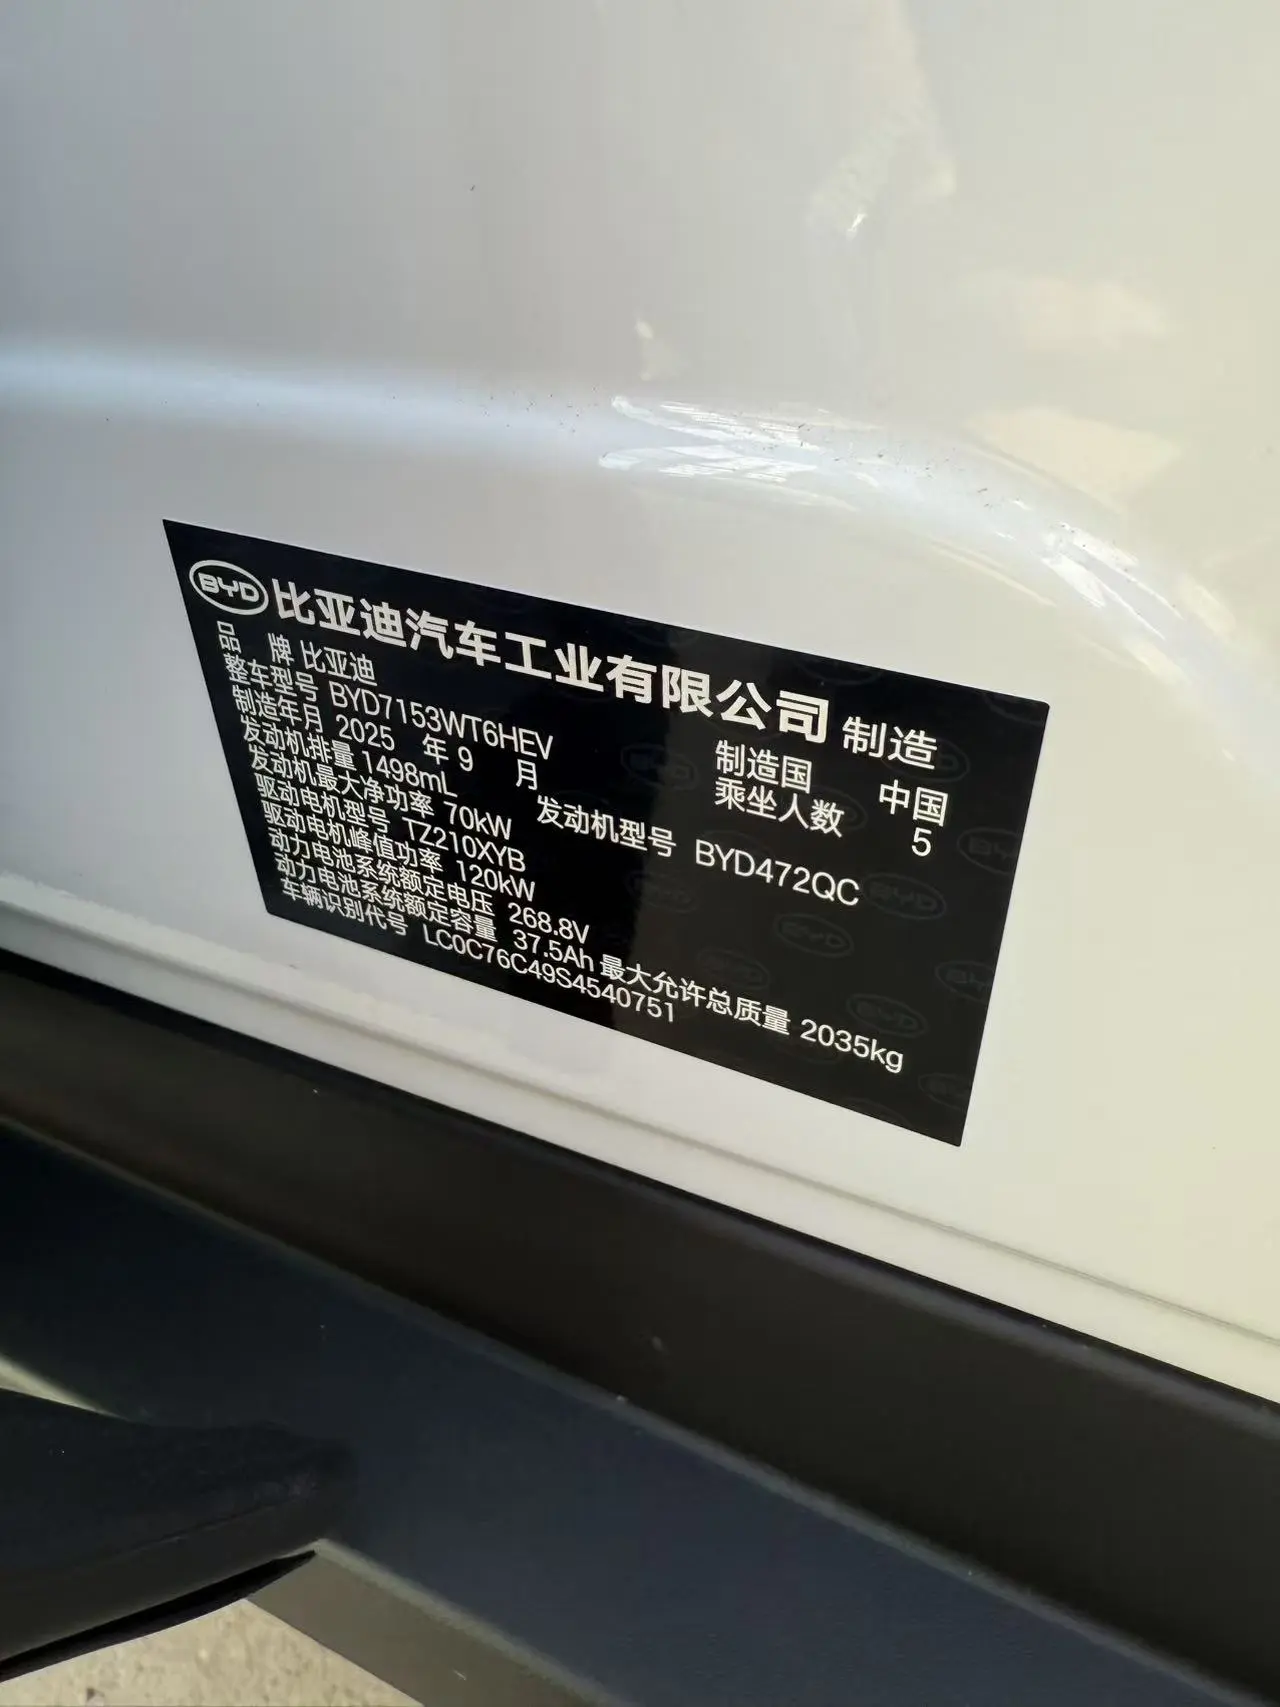 BYD 比亚迪汽车工业有限公司 制造
品 牌 比亚迪 制造国 中国
整车型号 BYD7153WT6HEV 乘坐人数 5
制造年月 2025 年 9 月
发动机排量 1498mL 发动机型号 BYD472QC
发动机最大净功率 70kW
驱动电机型号 TZ210XYB
驱动电机峰值功率 120kW
动力电池系统额定电压 268.8V
动力电池系统额定容量 37.5Ah 最大允许总质量 2035kg
车辆识别代号 LC0C76C49S4540751